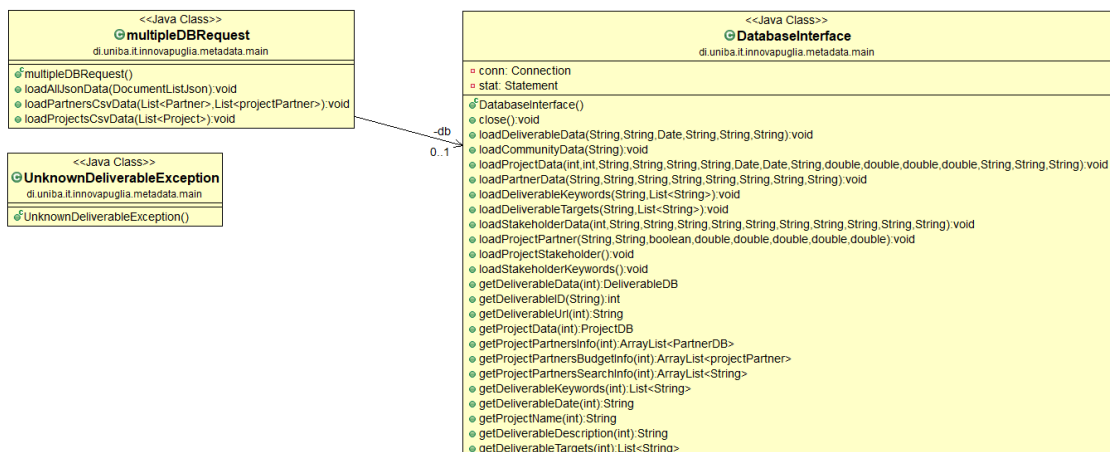 <<Java Class>>
multipleDBRequest
di.uniba.it.innovapuglia.metadata.main
multipleDBRequest()
loadAllJsonData(DocumentListJson):void
loadPartnersCsvData(List<Partner>,List<projectPartner>):void
loadProjectsCsvData(List<Project>):void
<<Java Class>>
UnknownDeliverableException
di.uniba.it.innovapuglia.metadata.main
UnknownDeliverableException()
-db
0..1
<<Java Class>>
DatabaseInterface
di.uniba.it.innovapuglia.metadata.main
conn: Connection
stat: Statement
DatabaseInterface()
close():void
loadDeliverableData(String,String,Date,String,String,String):void
loadCommunityData(String):void
loadProjectData(int,int,String,String,String,String,Date,Date,String,double,double,double,double,String,String,String):void
loadPartnerData(String,String,String,String,String,String,String,String):void
loadDeliverableKeywords(String,List<String>):void
loadDeliverableTargets(String,List<String>):void
loadStakeholderData(int,String,String,String,String,String,String,String,String,String,String):void
loadProjectPartner(String,String,boolean,double,double,double,double,double):void
loadProjectStakeholder():void
loadStakeholderKeywords():void
getDeliverableData(int):DeliverableDB
getDeliverableID(String):int
getDeliverableUrl(int):String
getProjectData(int):ProjectDB
getProjectPartnersInfo(int):ArrayList<PartnerDB>
getProjectPartnersBudgetInfo(int):ArrayList<projectPartner>
getProjectPartnersSearchInfo(int):ArrayList<String>
getDeliverableKeywords(int):List<String>
getDeliverableDate(int):String
getProjectName(int):String
getDeliverableDescription(int):String
getDeliverableTargets(int):List<String>